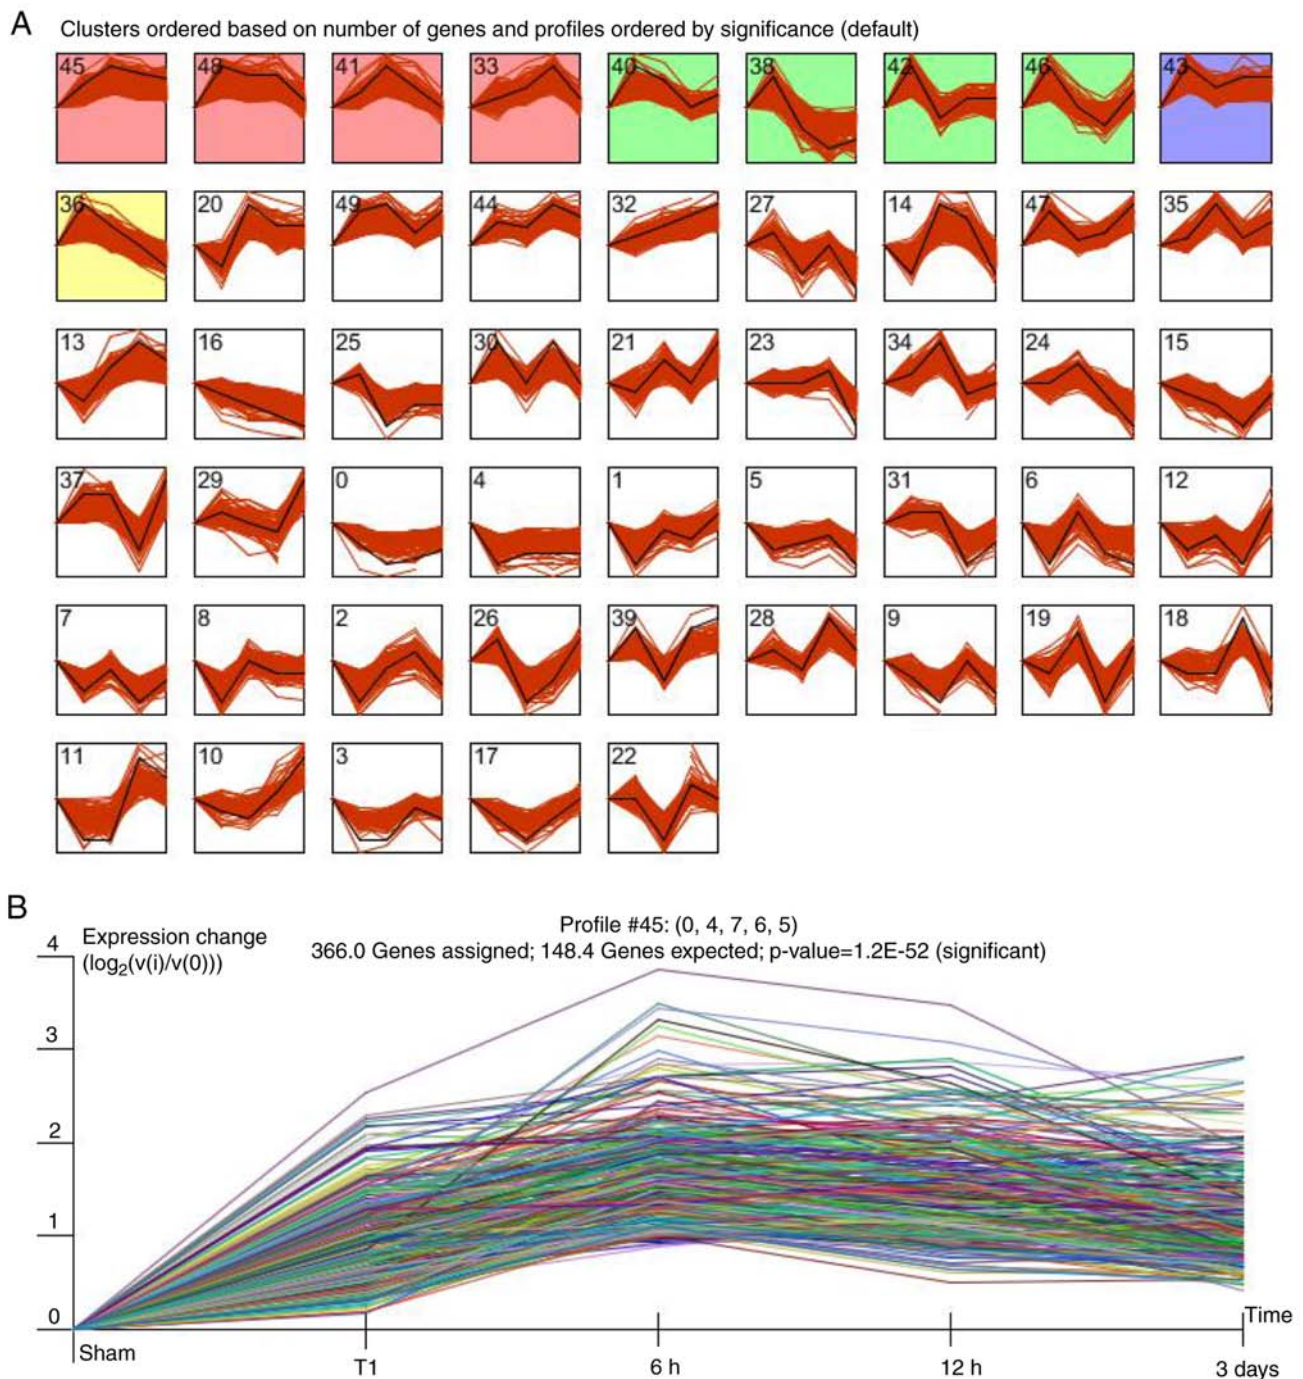 A
Clusters ordered based on number of genes and profiles ordered by significance (default)
45 48 41 33 40 38 42 46 43
36 20 49 44 32 27 14 47 35
13 16 25 30 21 23 34 24 15
37 29 0 4 1 5 31 6 12
7 8 2 26 39 28 9 19 18
11 10 3 17 22
B
Profile #45: (0, 4, 7, 6, 5)
366.0 Genes assigned; 148.4 Genes expected; p-value=1.2E-52 (significant)
Expression change
(log2(v(i)/v(0)))
4
3
2
1
0
Time
Sham T1 6 h 12 h 3 days